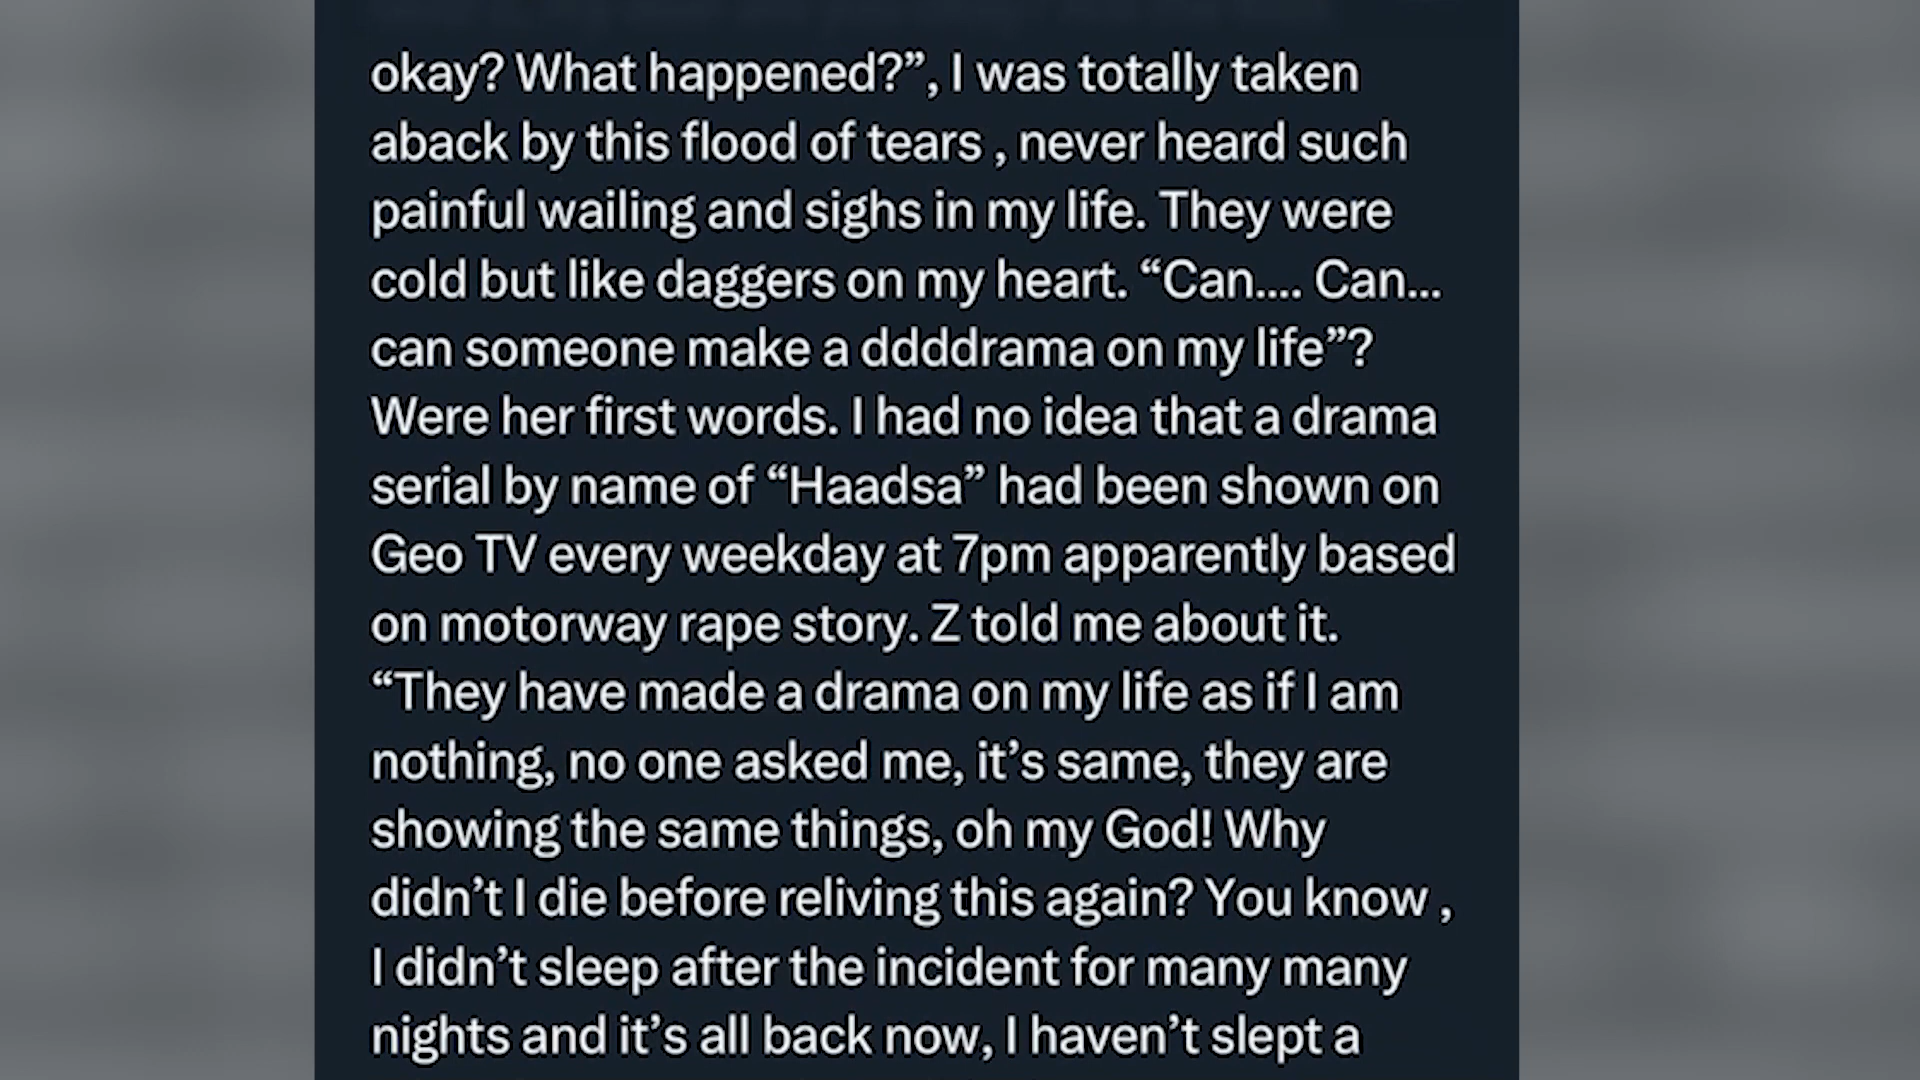 okay? What happened?”, I was totally taken
aback by this flood of tears , never heard such
painful wailing and sighs in my life. They were
cold but like daggers on my heart. “Can.... Can...
can someone make a ddddrama on my life”?
Were her first words. I had no idea that a drama
serial by name of “Haadsa” had been shown on
Geo TV every weekday at 7pm apparently based
on motorway rape story. Z told me about it.
“They have made a drama on my life as if I am
nothing, no one asked me, it’s same, they are
showing the same things, oh my God! Why
didn’t I die before reliving this again? You know ,
I didn’t sleep after the incident for many many
nights and it’s all back now, I haven’t slept a